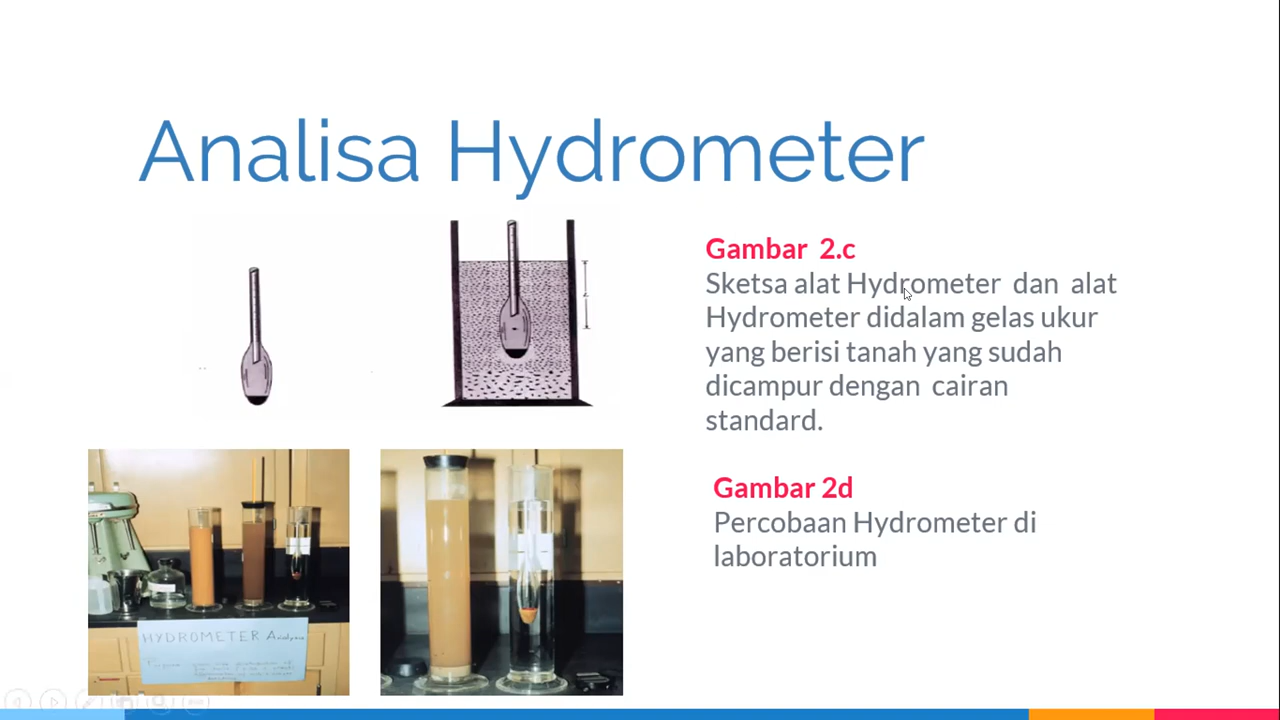 Analisa Hydrometer
Gambar 2.c
Sketsa alat Hydrometer dan alat
Hydrometer didalam gelas ukur
yang berisi tanah yang sudah
dicampur dengan cairan
standard.
Gambar 2d
Percobaan Hydrometer di
laboratorium
HYDROMETER Analysis